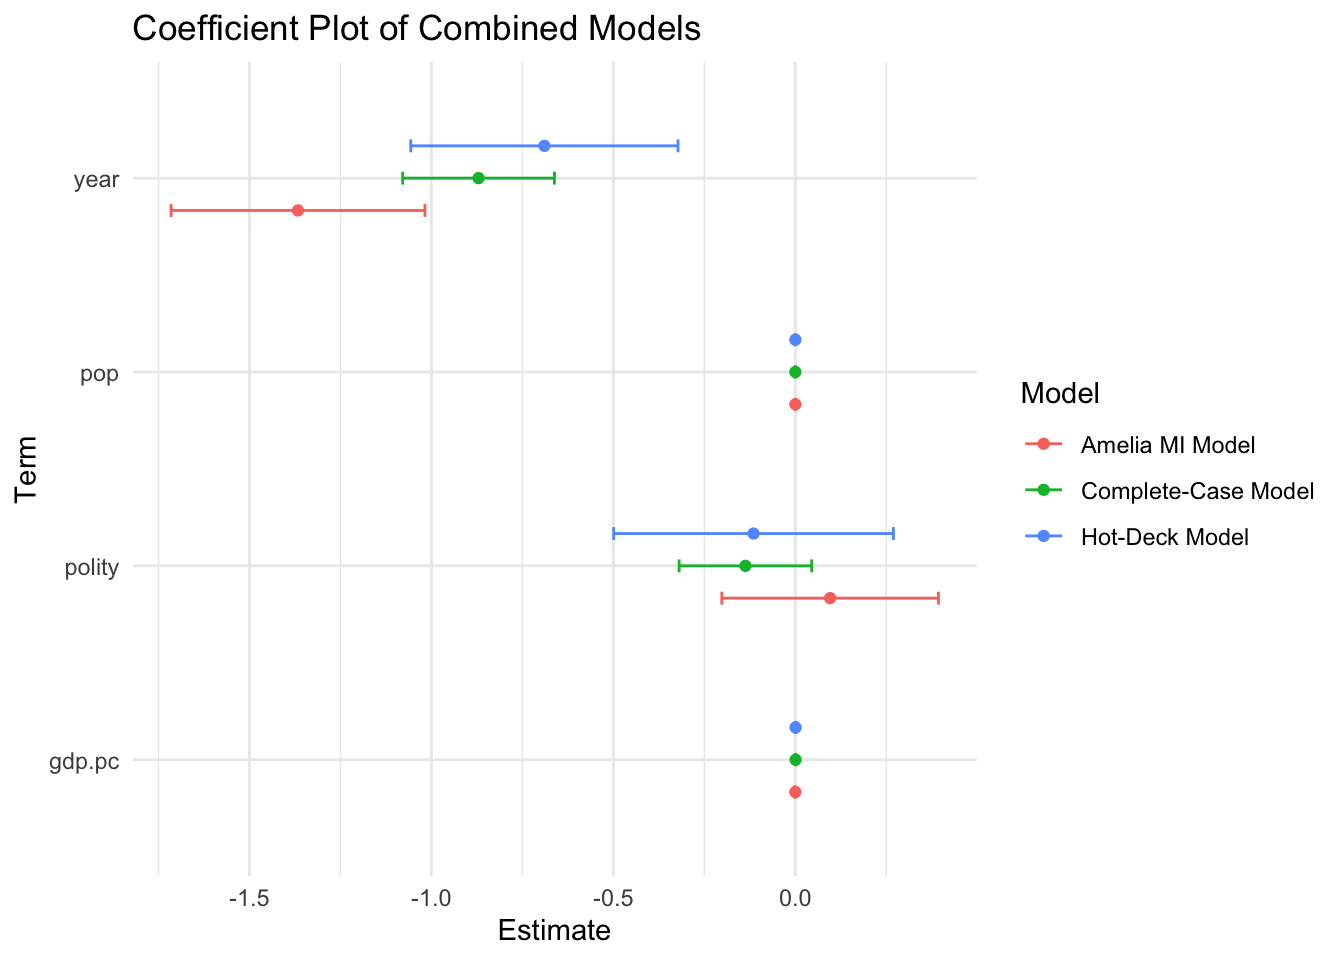 Coefficient Plot of Combined Models
year
pop
polity
gdp.pc
Term
-1.5
-1.0
-0.5
0.0
Estimate
Model
Amelia MI Model
Complete-Case Model
Hot-Deck Model